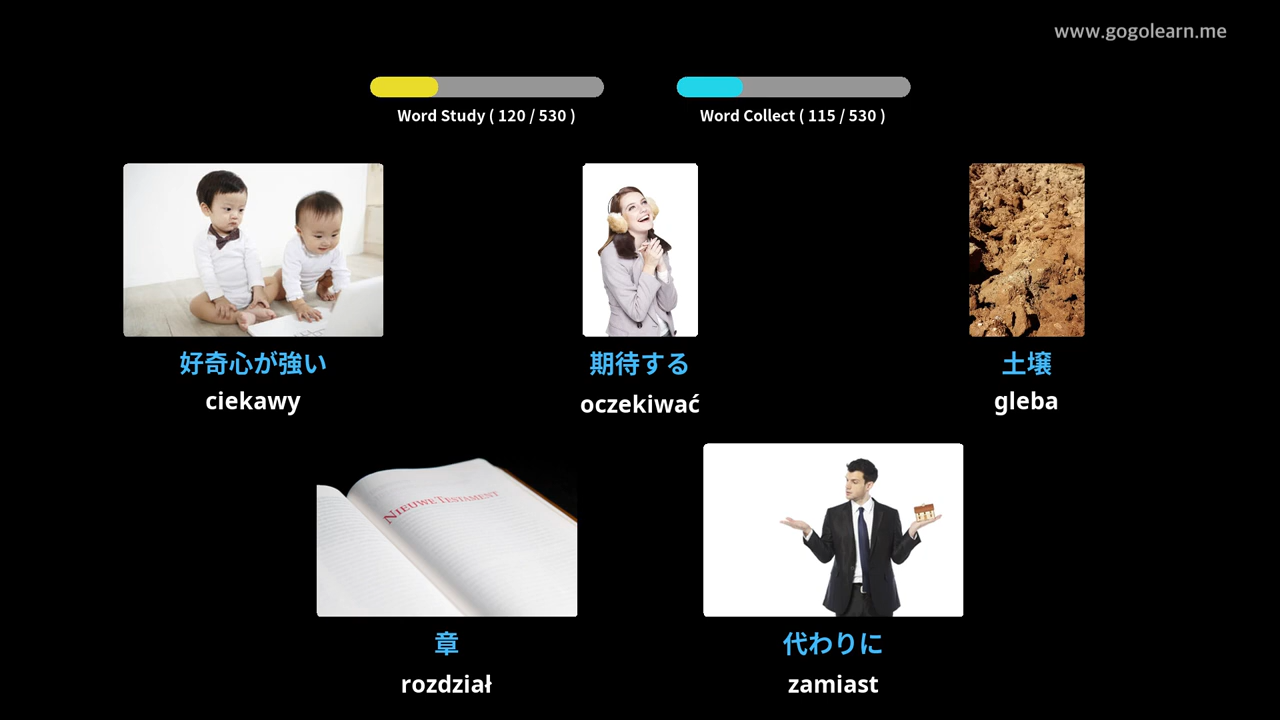 www.gogolearn.me
Word Study ( 120 / 530 )
Word Collect ( 115 / 530 )
好奇心が強い
ciekawy
期待する
oczekiwać
土壌
gleba
NIEUWE TESTAMENT
章
rozdział
代わりに
zamiast